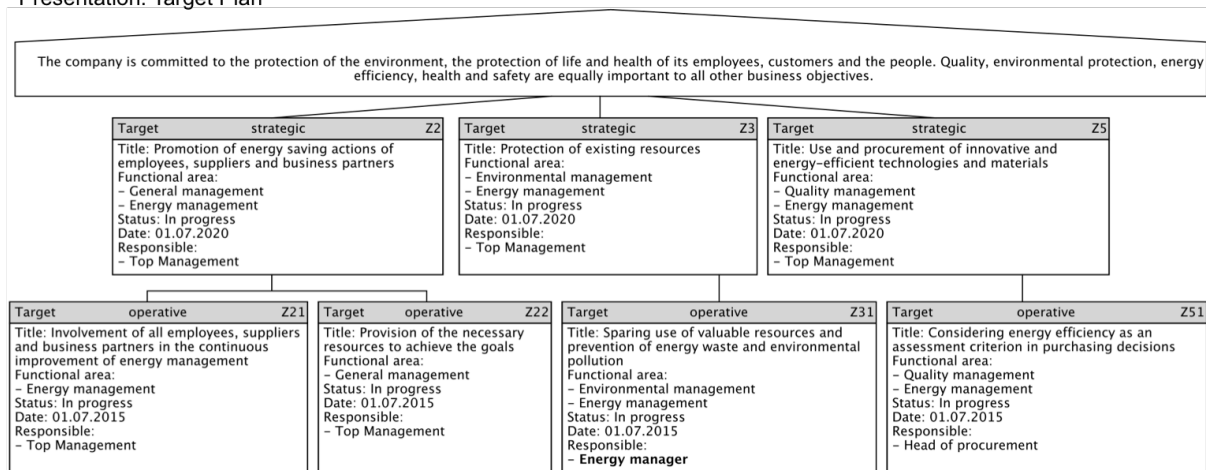 Presentation: Target Plan
The company is committed to the protection of the environment, the protection of life and health of its employees, customers and the people. Quality, environmental protection, energy
efficiency, health and safety are equally important to all other business objectives.
Target strategic Z2
Title: Promotion of energy saving actions of
employees, suppliers and business partners
Functional area:
– General management
– Energy management
Status: In progress
Date: 01.07.2020
Responsible:
– Top Management
Target strategic Z3
Title: Protection of existing resources
Functional area:
– Environmental management
– Energy management
Status: In progress
Date: 01.07.2020
Responsible:
– Top Management
Target strategic Z5
Title: Use and procurement of innovative and
energy-efficient technologies and materials
Functional area:
– Quality management
– Energy management
Status: In progress
Date: 01.07.2020
Responsible:
– Top Management
Target operative Z21
Title: Involvement of all employees, suppliers
and business partners in the continuous
improvement of energy management
Functional area:
– Energy management
Status: In progress
Date: 01.07.2015
Responsible:
– Top Management
Target operative Z22
Title: Provision of the necessary
resources to achieve the goals
Functional area:
– General management
Status: In progress
Date: 01.07.2015
Responsible:
– Top Management
Target operative Z31
Title: Sparing use of valuable resources and
prevention of energy waste and environmental
pollution
Functional area:
– Environmental management
– Energy management
Status: In progress
Date: 01.07.2015
Responsible:
– Energy manager
Target operative Z51
Title: Considering energy efficiency as an
assessment criterion in purchasing decisions
Functional area:
– Quality management
– Energy management
Status: In progress
Date: 01.07.2015
Responsible:
– Head of procurement